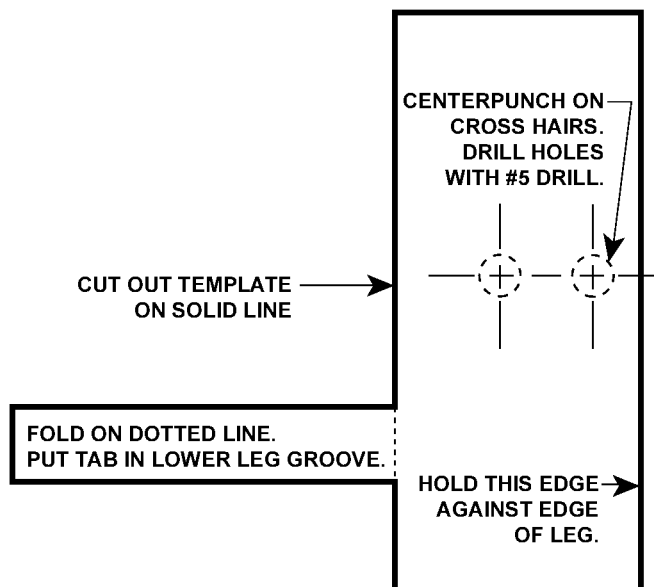 CENTERPUNCH ON
CROSS HAIRS.
DRILL HOLES
WITH #5 DRILL.
CUT OUT TEMPLATE
ON SOLID LINE
FOLD ON DOTTED LINE.
PUT TAB IN LOWER LEG GROOVE.
HOLD THIS EDGE
AGAINST EDGE
OF LEG.